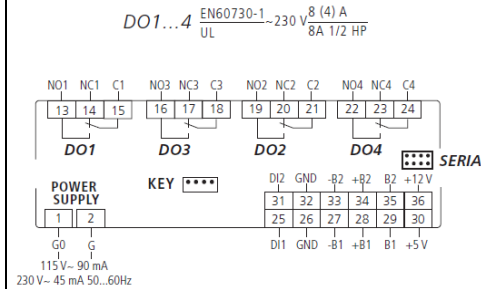 DO1...4 EN60730-1 ~230 V 8 (4) A
UL 8A 1/2 HP
NO1 NC1 C1 NO3 NC3 C3 NO2 NC2 C2 NO4 NC4 C4
13 14 15 16 17 18 19 20 21 22 23 24
DO1 DO3 DO2 DO4
SERIA
POWER SUPPLY
KEY
DI2 GND -B2 +B2 B2 +12 V
31 32 33 34 35 36
1 2 25 26 27 28 29 30
G0 G DI1 GND -B1 +B1 B1 +5 V
115 V~ 90 mA
230 V~ 45 mA 50...60Hz